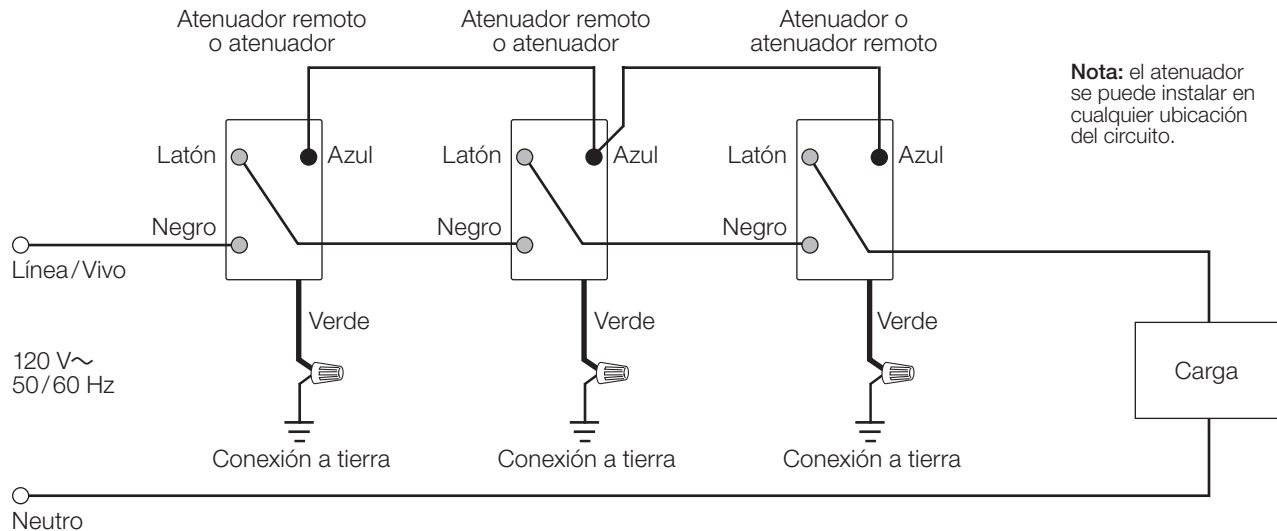 Atenuador remoto
o atenuador
Atenuador remoto
o atenuador
Atenuador o
atenuador remoto
Nota: el atenuador
se puede instalar en
cualquier ubicación
del circuito.
Latón
Azul
Latón
Azul
Latón
Azul
Negro
Negro
Negro
Línea/Vivo
Verde
Verde
Verde
120 V~
50/60 Hz
Carga
Conexión a tierra
Conexión a tierra
Conexión a tierra
Neutro